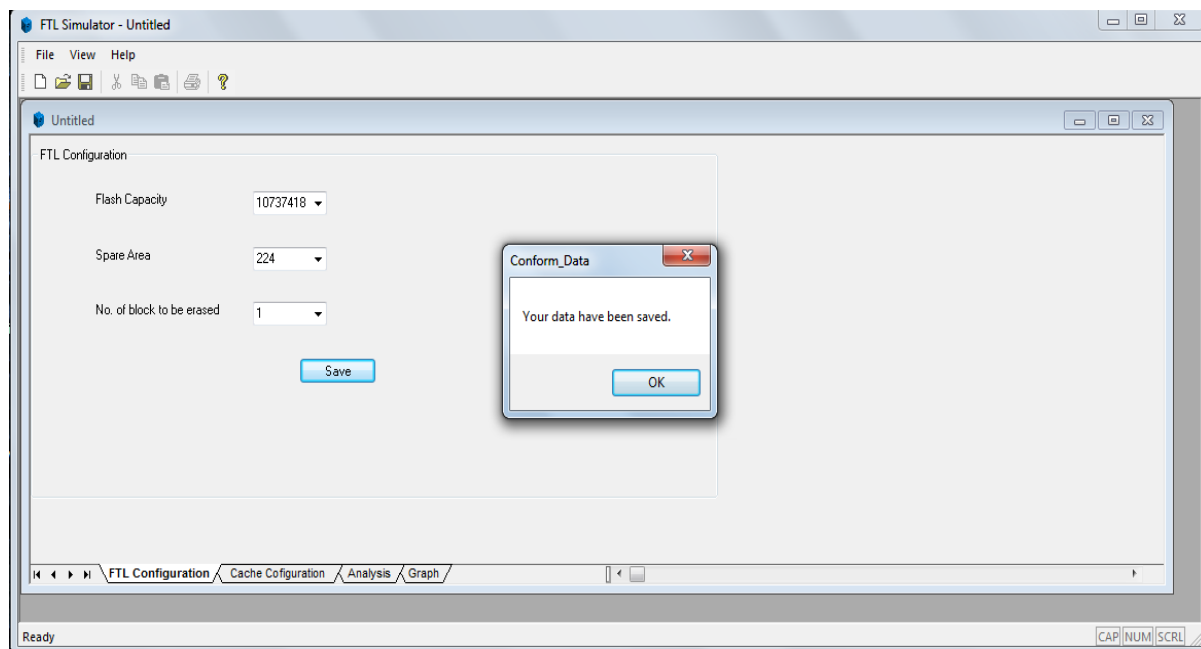 FTL Simulator - Untitled
File View Help
Untitled
FTL Configuration
Flash Capacity 10737418
Spare Area 224
No. of block to be erased 1
Save
Conform_Data
Your data have been saved.
OK
FTL Configuration Cache Cofiguration Analysis Graph
Ready CAP NUM SCRL